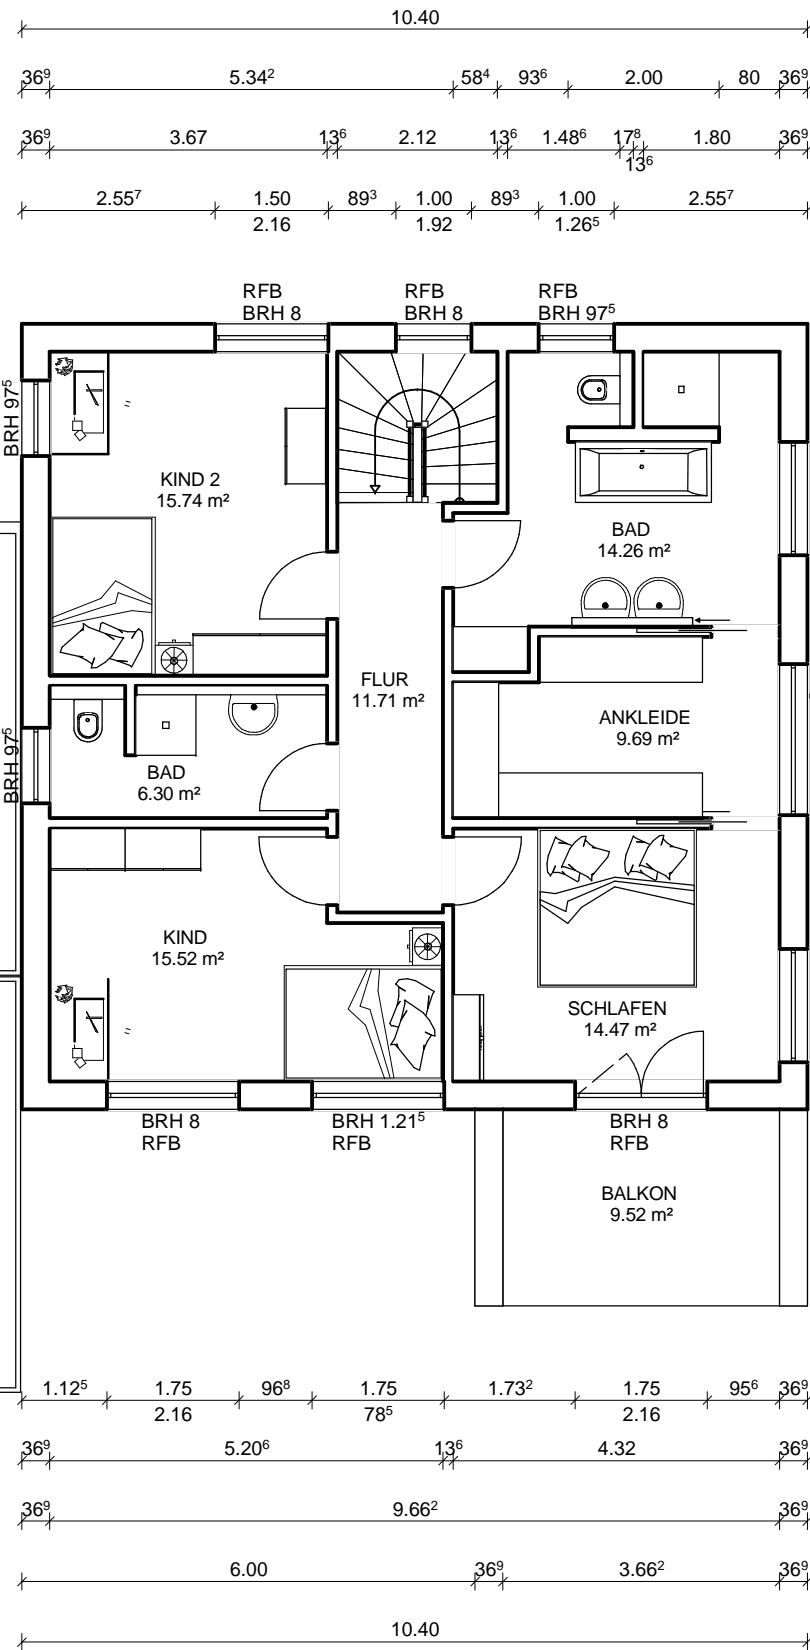 10.40
36⁹ 5.34² 58⁴ 93⁶ 2.00 80 36⁹
36⁹ 3.67 13⁶ 2.12 13⁶ 1.48⁶ 17⁸ 13⁶ 1.80 36⁹
2.55⁷ 1.50 89³ 1.00 89³ 1.00 2.55⁷
2.16 1.92 1.26⁵
RFB RFB RFB
BRH 8 BRH 8 BRH 97⁵
BRH 97⁵
KIND 2
15.74 m²
BAD
14.26 m²
FLUR
11.71 m²
ANKLEIDE
9.69 m²
BRH 97⁵
BAD
6.30 m²
KIND
15.52 m²
SCHLAFEN
14.47 m²
BRH 8 BRH 1.21⁵ BRH 8
RFB RFB RFB
BALKON
9.52 m²
1.12⁵ 1.75 96⁸ 1.75 1.73² 1.75 95⁶ 36⁹
2.16 78⁵ 2.16
36⁹ 5.20⁶ 13⁶ 4.32 36⁹
36⁹ 9.66² 36⁹
6.00 36⁹ 3.66² 36⁹
10.40